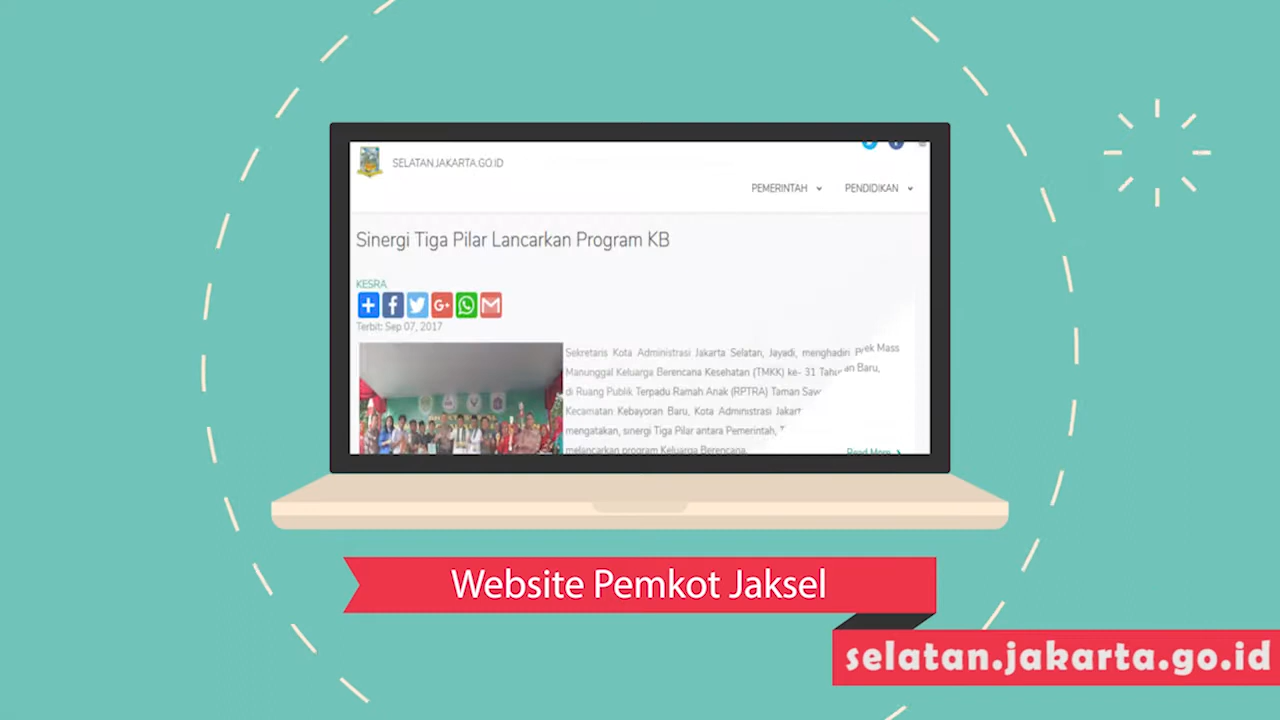 SELATAN.JAKARTA.GO.ID
PEMERINTAH
PENDIDIKAN
Sinergi Tiga Pilar Lancarkan Program KB
KESRA
Terbit: Sep 07, 2017
Sekretaris Kota Administrasi Jakarta Selatan, Jayadi, menghadiri Mass
Manunggal Keluarga Berencana Kesehatan (TMKK) ke- 31 Baru,
di Ruang Publik Terpadu Ramah Anak (RPTRA) Taman
Kecamatan Kebayoran Baru, Kota Administrasi
mengatakan, sinergi Tiga Pilar antara Pemerintah,
melancarkan program Keluarga Berencana.
Read More
Website Pemkot Jaksel
selatan.jakarta.go.id